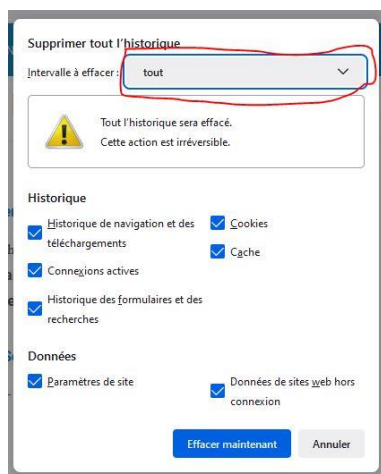 Supprimer tout l'historique
Intervalle à effacer : tout
Tout l'historique sera effacé.
Cette action est irréversible.
Historique
Historique de navigation et des
téléchargements
Cookies
Cache
Connexions actives
Historique des formulaires et des
recherches
Données
Paramètres de site
Données de sites web hors
connexion
Effacer maintenant Annuler